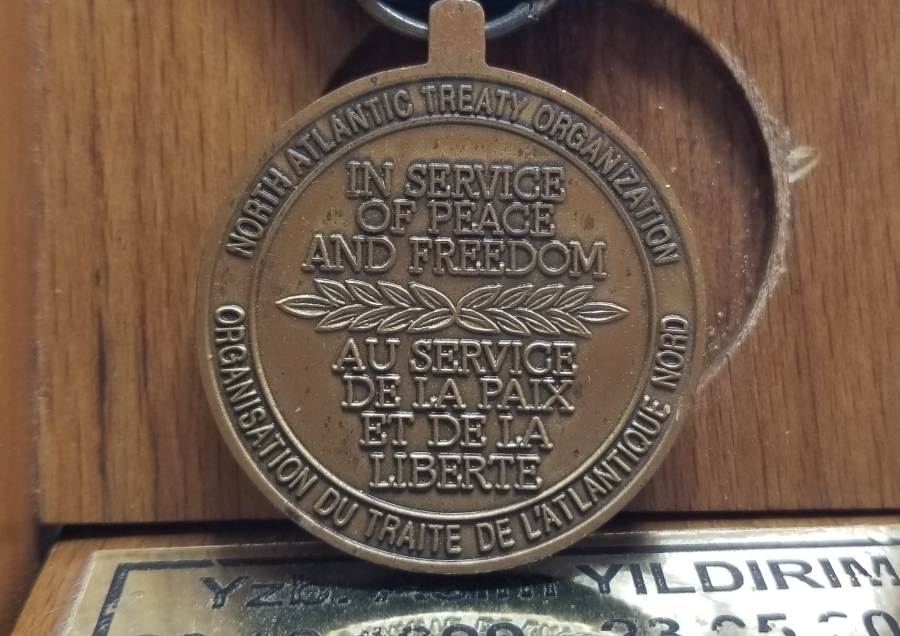 NORTH ATLANTIC TREATY ORGANIZATION
IN SERVICE
OF PEACE
AND FREEDOM
AU SERVICE
DE LA PAIX
ET DE LA
LIBERTE
ORGANISATION DU TRAITE DE L'ATLANTIQUE NORD
Yzb. YILDIRIM